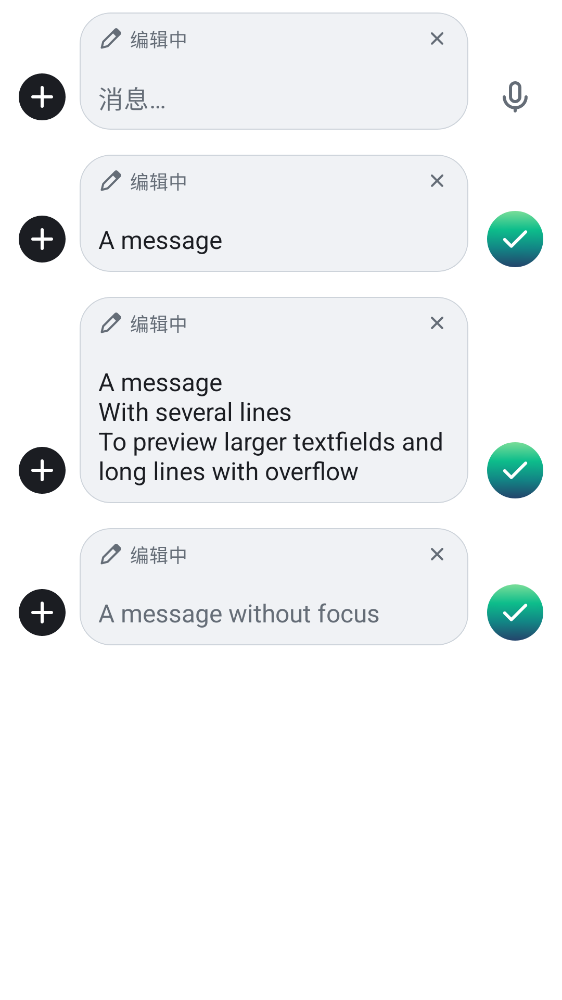 编辑中
消息…
编辑中
A message
编辑中
A message
With several lines
To preview larger textfields and
long lines with overflow
编辑中
A message without focus